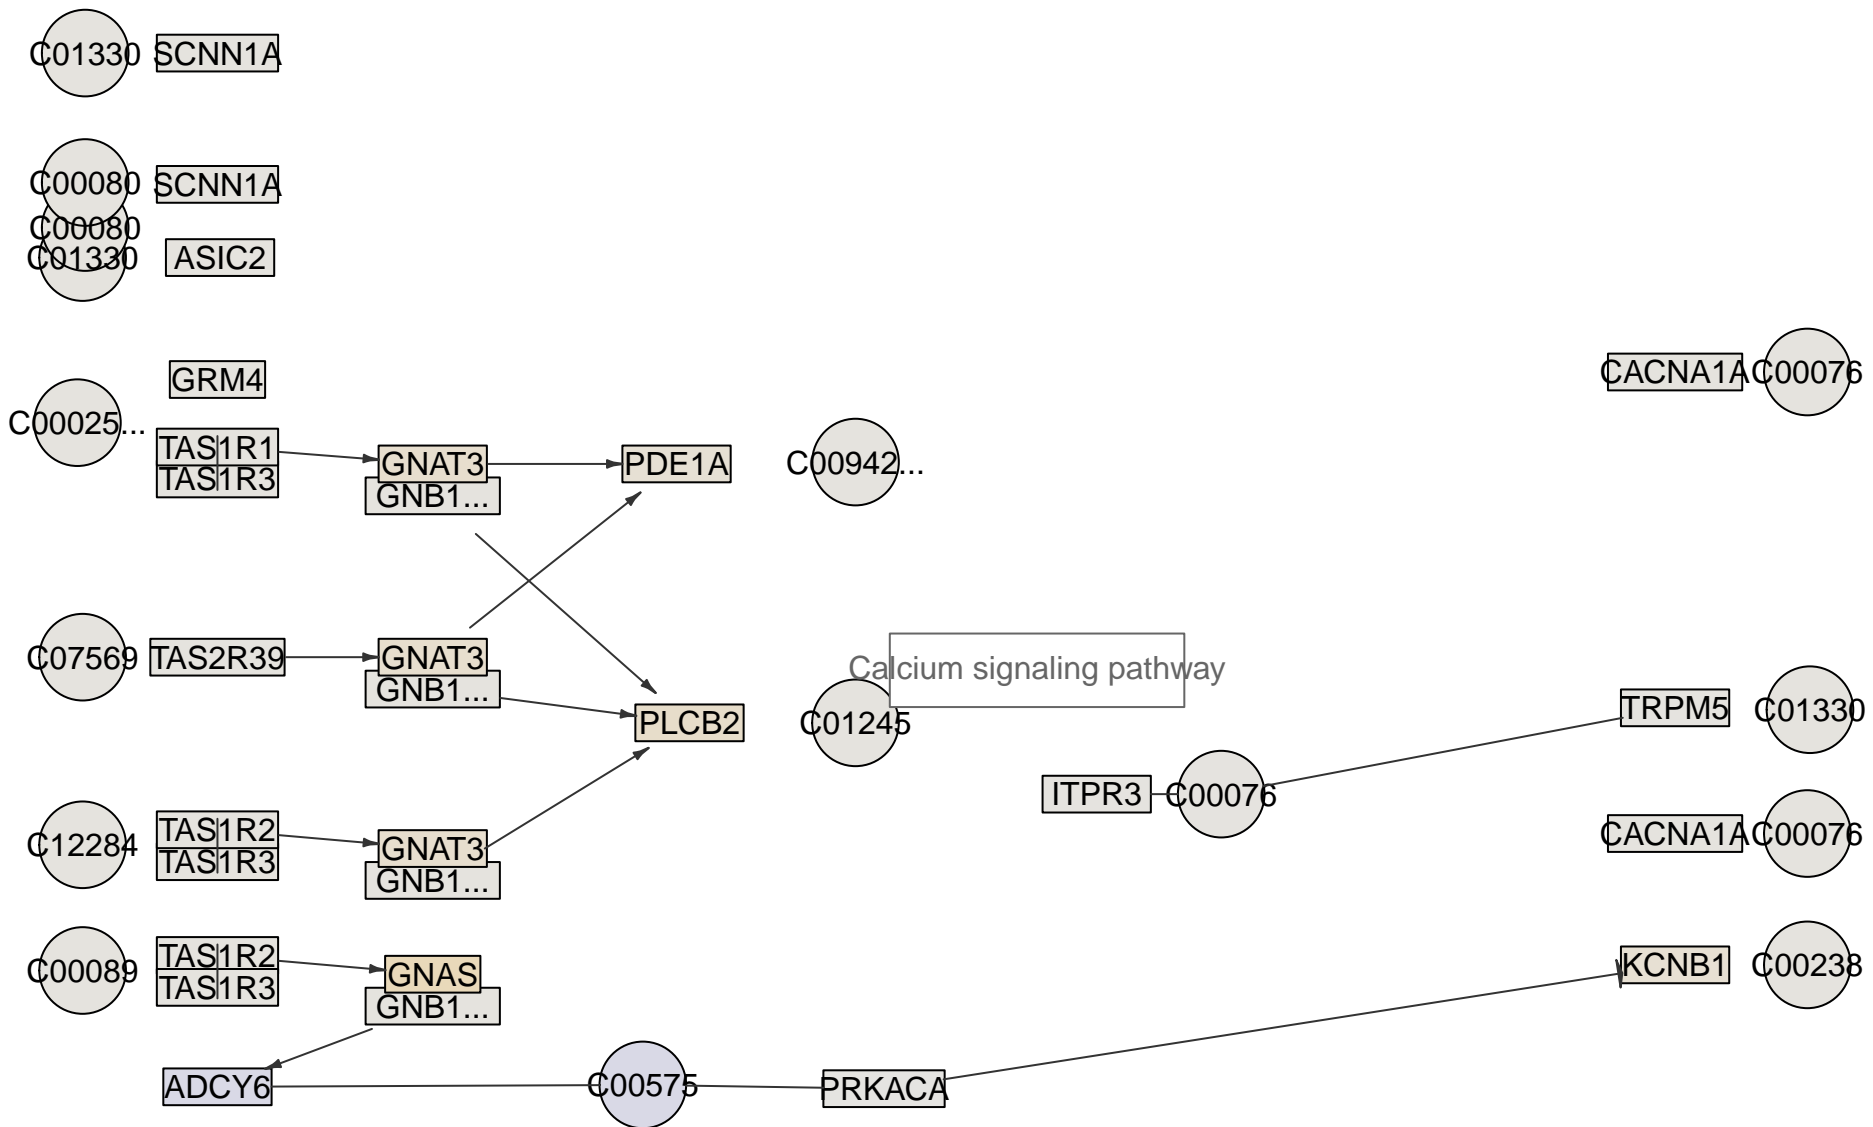 C01330 SCNN1A
C00080 SCNN1A
C00080
C01330 ASIC2
GRM4
CACNA1A C00076
C00025...
TAS1R1
GNAT3 PDE1A C00942...
TAS1R3
GNB1...
C07569 TAS2R39 GNAT3
Calcium signaling pathway
GNB1...
PLCB2 C01245
TRPM5 C01330
ITPR3 C00076
TAS1R2
CACNA1A C00076
C12284
GNAT3
TAS1R3
GNB1...
TAS1R2
KCNB1 C00238
C00089
GNAS
TAS1R3
GNB1...
ADCY6 C00575 PRKACA